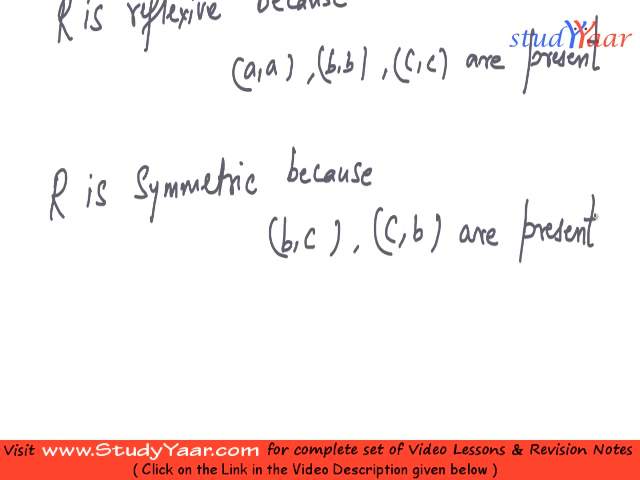 R is reflexive because
studYYaar
(a,a) , (b,b) , (c,c) are present
R is Symmetric because
(b,c) , (c,b) are present
Visit www.StudyYaar.com for complete set of Video Lessons & Revision Notes
( Click on the Link in the Video Description given below )